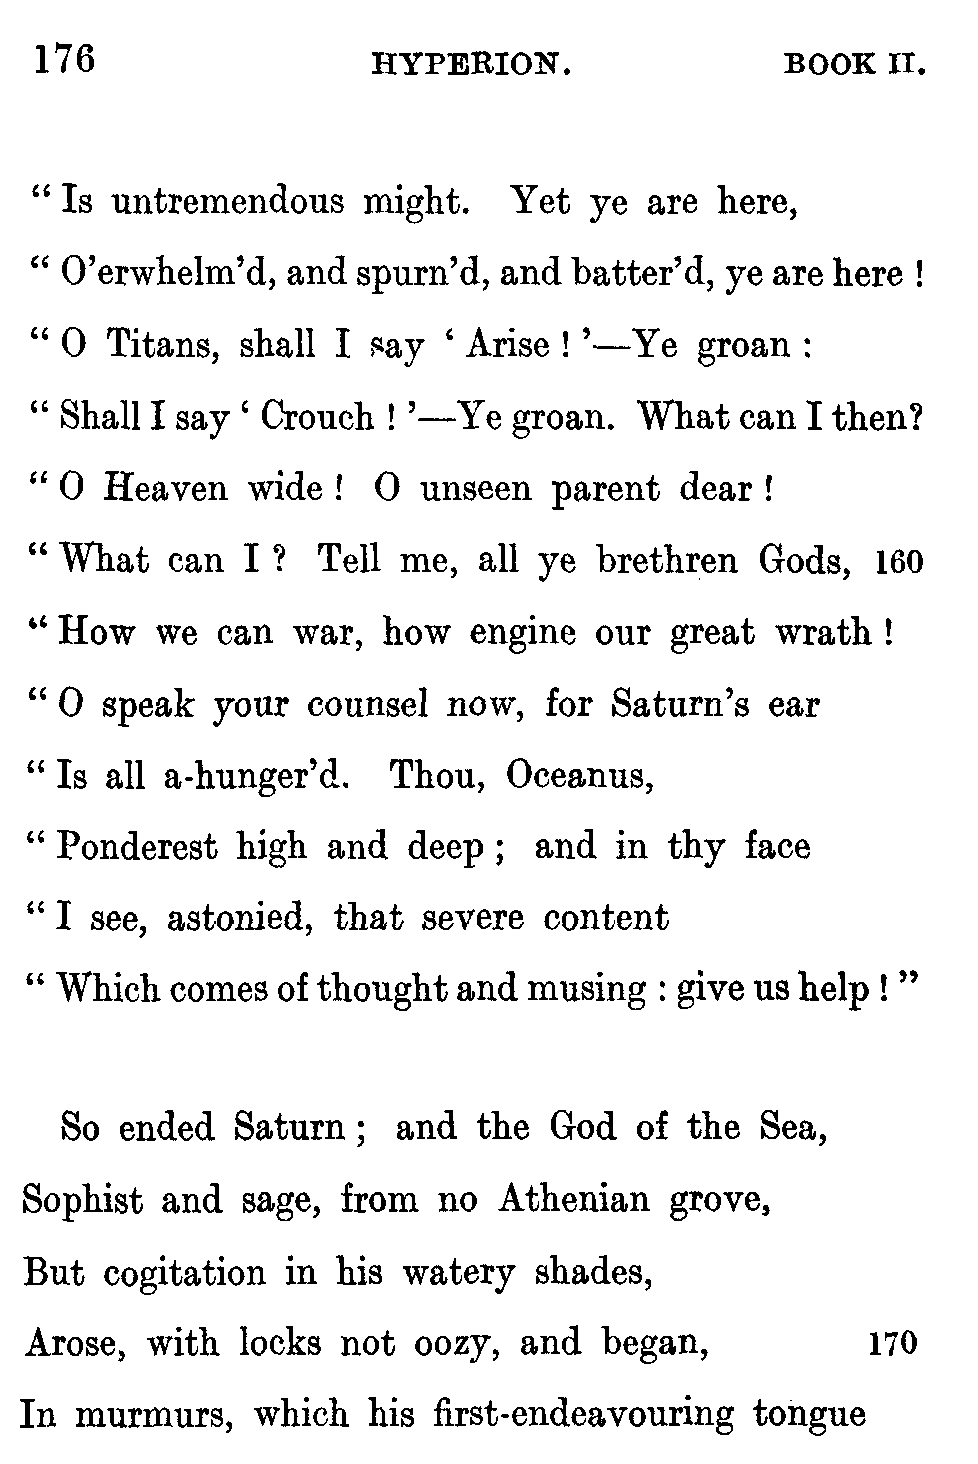 176 HYPERION. BOOK II.
“ Is untremendous might. Yet ye are here,
“ O’erwhelm’d, and spurn’d, and batter’d, ye are here !
“ O Titans, shall I say ‘ Arise ! ’—Ye groan :
“ Shall I say ‘ Crouch ! ’—Ye groan. What can I then?
“ O Heaven wide ! O unseen parent dear !
“ What can I ? Tell me, all ye brethren Gods, 160
“ How we can war, how engine our great wrath !
“ O speak your counsel now, for Saturn’s ear
“ Is all a-hunger’d. Thou, Oceanus,
“ Ponderest high and deep ; and in thy face
“ I see, astonied, that severe content
“ Which comes of thought and musing : give us help ! ”
So ended Saturn ; and the God of the Sea,
Sophist and sage, from no Athenian grove,
But cogitation in his watery shades,
Arose, with locks not oozy, and began, 170
In murmurs, which his first-endeavouring tongue